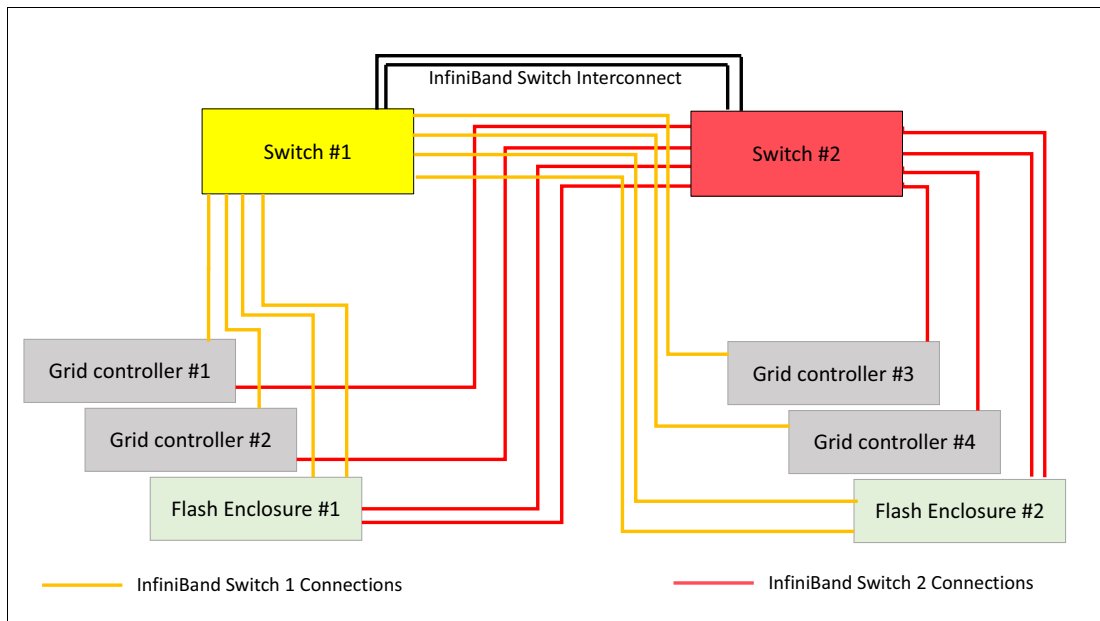 InfiniBand Switch Interconnect
Switch #1
Switch #2
Grid controller #1
Grid controller #3
Grid controller #2
Grid controller #4
Flash Enclosure #1
Flash Enclosure #2
InfiniBand Switch 1 Connections
InfiniBand Switch 2 Connections